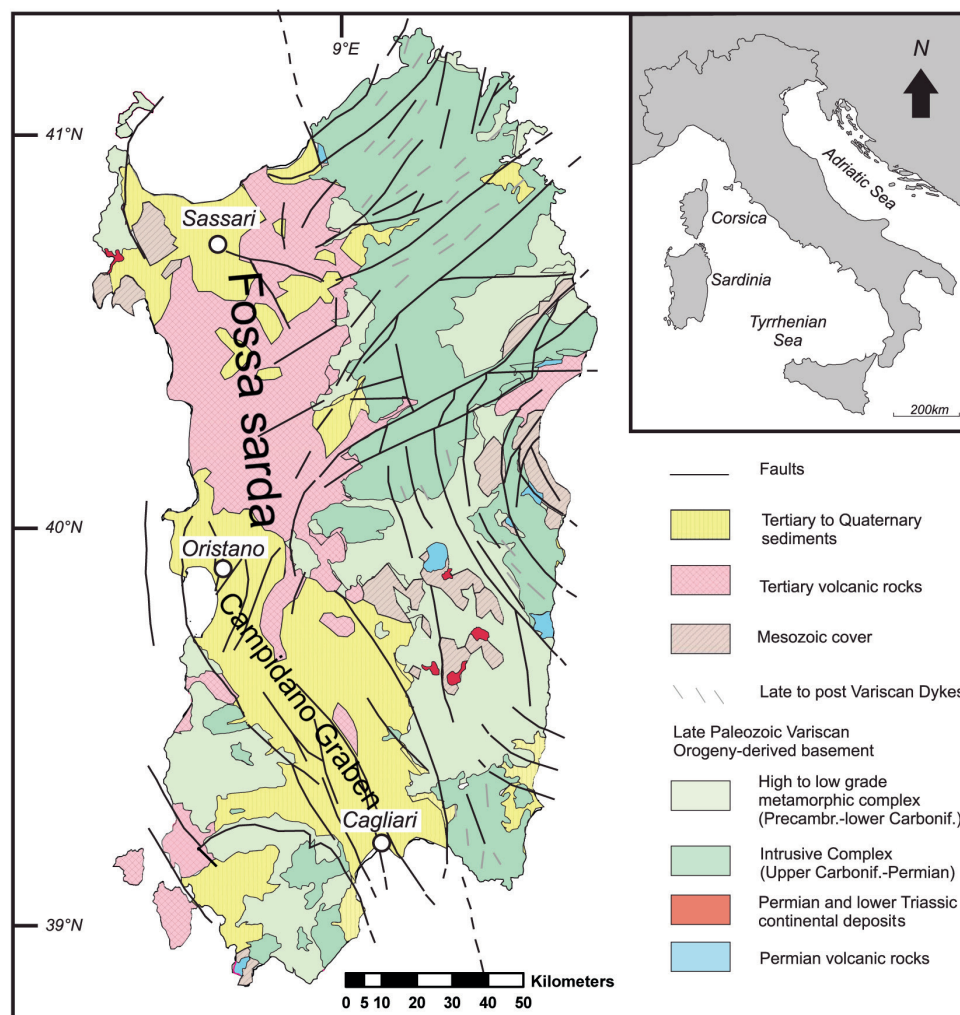 9°E
41°N
40°N
39°N
Sassari
Fossa sarda
Oristano
Campidano Graben
Cagliari
Kilometers
0 5 10 20 30 40 50
N
Adriatic Sea
Corsica
Sardinia
Tyrrhenian
Sea
200km
Faults
Tertiary to Quaternary
sediments
Tertiary volcanic rocks
Mesozoic cover
Late to post Variscan Dykes
Late Paleozoic Variscan
Orogeny-derived basement
High to low grade
metamorphic complex
(Precambr.-lower Carbonif.)
Intrusive Complex
(Upper Carbonif.-Permian)
Permian and lower Triassic
continental deposits
Permian volcanic rocks